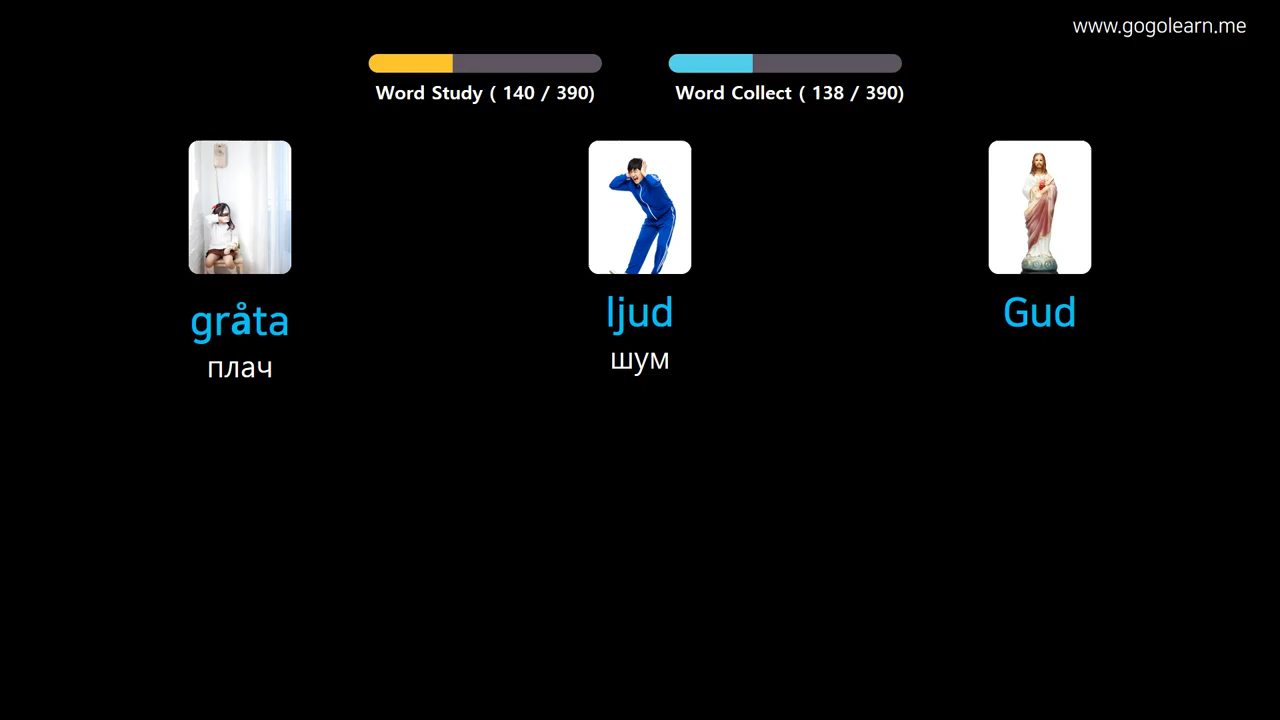 www.gogolearn.me
Word Study ( 140 / 390)
Word Collect ( 138 / 390)
gråta
плач
ljud
шум
Gud